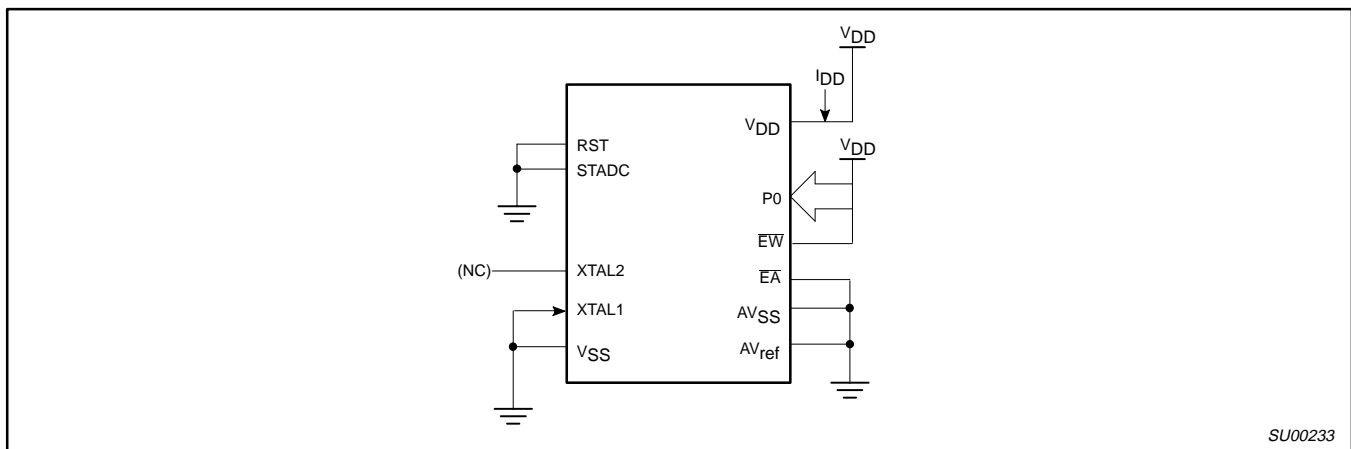 VDD
IDD
VDD
RST
VDD
STADC
P0
EW
(NC)
XTAL2
EA
XTAL1
AVSS
VSS
AVref
SU00233